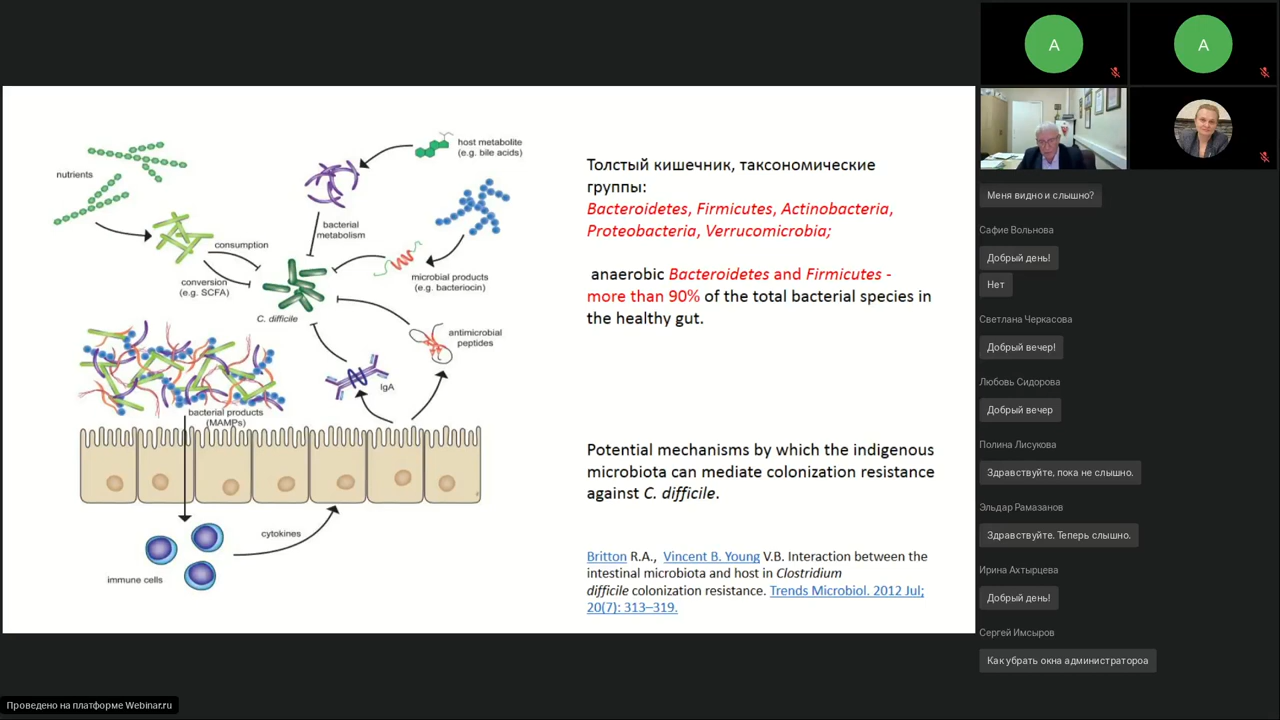 nutrients
consumption
conversion
(e.g. SCFA)
C. difficile
bacterial
metabolism
host metabolite
(e.g. bile acids)
microbial products
(e.g. bacteriocin)
antimicrobial
peptides
IgA
bacterial products
(MAMPs)
cytokines
immune cells
Толстый кишечник, таксономические
группы:
Bacteroidetes, Firmicutes, Actinobacteria,
Proteobacteria, Verrucomicrobia;
anaerobic Bacteroidetes and Firmicutes -
more than 90% of the total bacterial species in
the healthy gut.
Potential mechanisms by which the indigenous
microbiota can mediate colonization resistance
against C. difficile.
Britton R.A., Vincent B. Young V.B. Interaction between the
intestinal microbiota and host in Clostridium
difficile colonization resistance. Trends Microbiol. 2012 Jul;
20(7): 313–319.
A
A
Меня видно и слышно?
Сафие Вольнова
Добрый день!
Нет
Светлана Черкасова
Добрый вечер!
Любовь Сидорова
Добрый вечер
Полина Лисукова
Здравствуйте, пока не слышно.
Эльдар Рамазанов
Здравствуйте. Теперь слышно.
Ирина Ахтырцева
Добрый день!
Сергей Имсыров
Как убрать окна администратороа
Проведено на платформе Webinar.ru